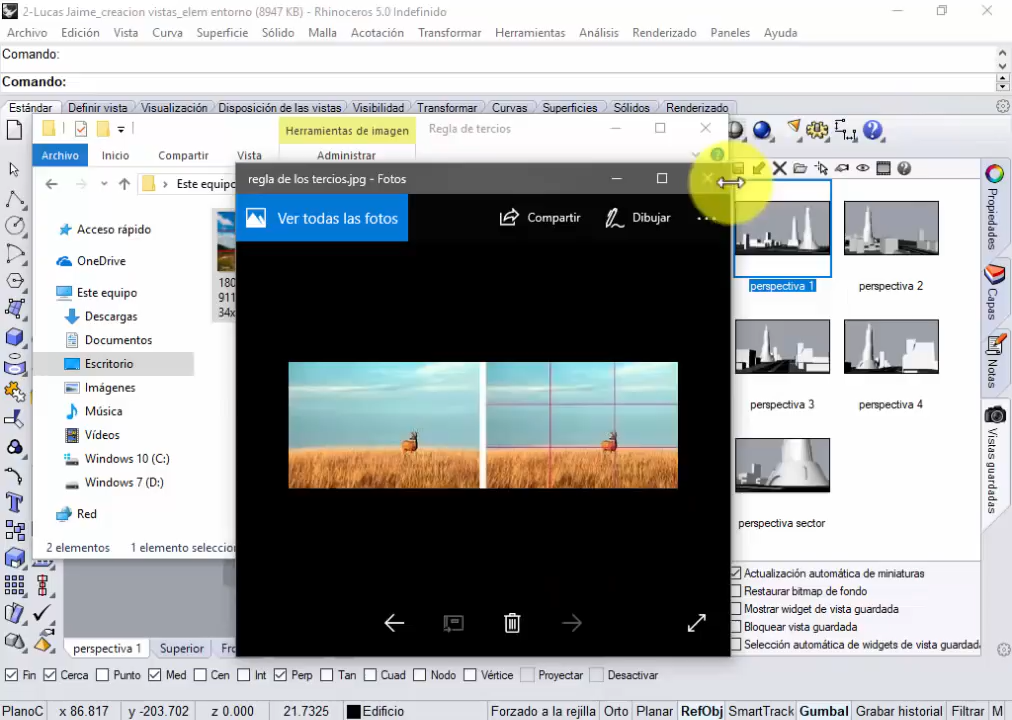 2-Lucas Jaime_creacion vistas_elem entorno (8947 KB) - Rhinoceros 5.0 Indefinido
Archivo Edición Vista Curva Superficie Sólido Malla Acotación Transformar Herramientas Análisis Renderizado Paneles Ayuda
Comando:
Comando:
Estándar Definir vista Visualización Disposición de las vistas Visibilidad Transformar Curvas Superficies Sólidos Renderizado
Herramientas de imagen Regla de tercios
Archivo Inicio Compartir Vista Administrar
Este equipo
regla de los tercios.jpg - Fotos
Ver todas las fotos Compartir Dibujar
Acceso rápido
OneDrive
Este equipo
Descargas
Documentos
Escritorio
Imágenes
Música
Vídeos
Windows 10 (C:)
Windows 7 (D:)
Red
180
911
34x
2 elementos 1 elemento seleccion
perspectiva 1 perspectiva 2
perspectiva 3 perspectiva 4
perspectiva sector
Propiedades
Capas
Notas
Vistas guardadas
Actualización automática de miniaturas
Restaurar bitmap de fondo
Mostrar widget de vista guardada
Bloquear vista guardada
Selección automática de widgets de vista guardada
perspectiva 1 Superior Fro
Fin Cerca Punto Med Cen Int Perp Tan Cuad Nodo Vértice Proyectar Desactivar
PlanoC x 86.817 y -203.702 z 0.000 21.7325 Edificio Forzado a la rejilla Orto Planar RefObj SmartTrack Gumbal Grabar historial Filtrar M